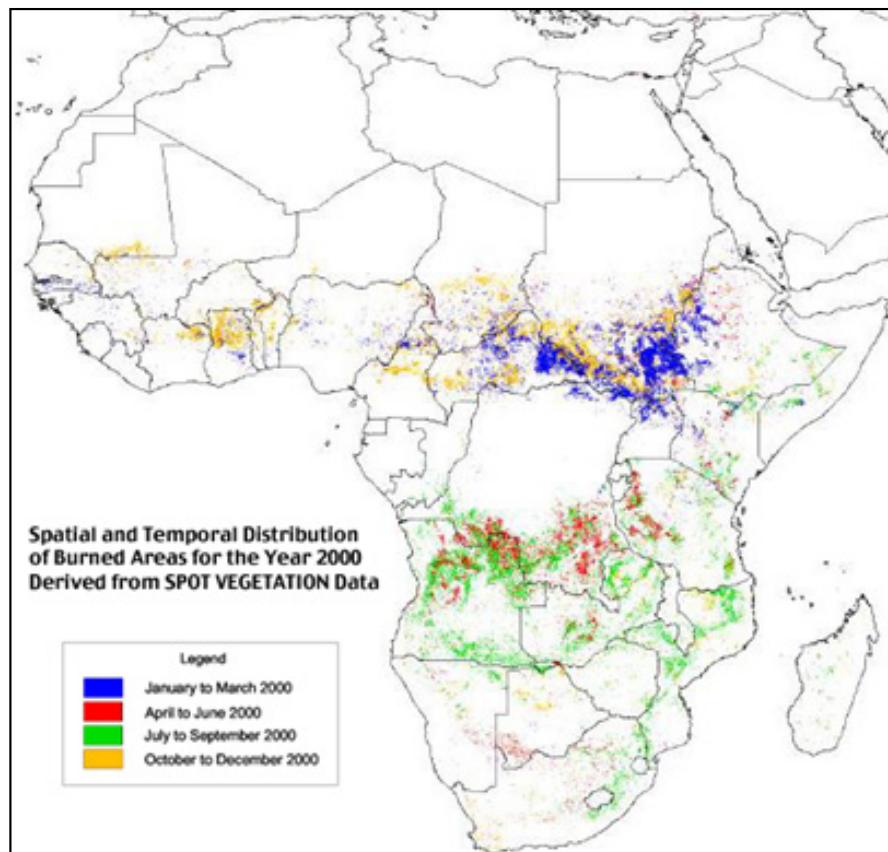 Spatial and Temporal Distribution
of Burned Areas for the Year 2000
Derived from SPOT VEGETATION Data
Legend
January to March 2000
April to June 2000
July to September 2000
October to December 2000